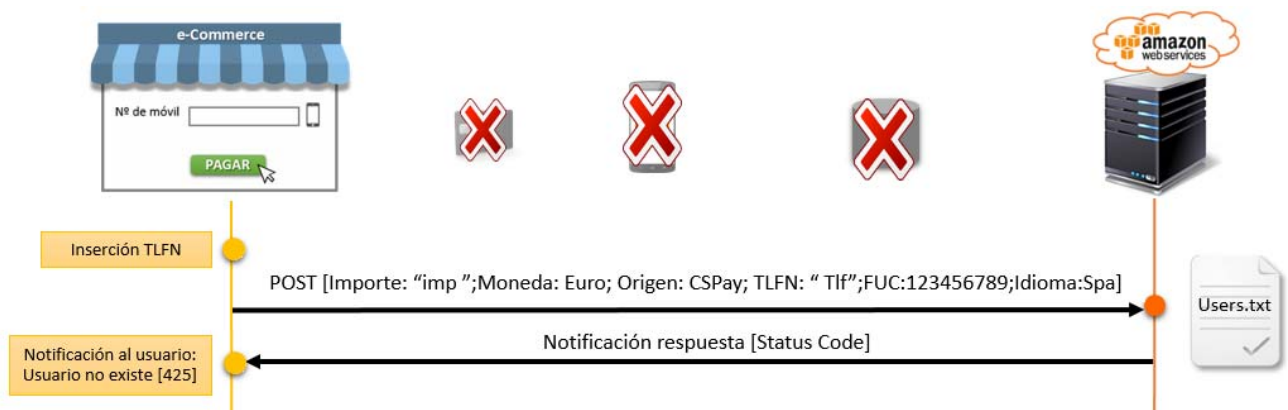 e-Commerce
Nº de móvil
PAGAR
amazon
webservices
Inserción TLFN
POST [Importe: “imp ”;Moneda: Euro; Origen: CSPay; TLFN: “ Tlf”;FUC:123456789;Idioma:Spa]
Users.txt
Notificación respuesta [Status Code]
Notificación al usuario:
Usuario no existe [425]